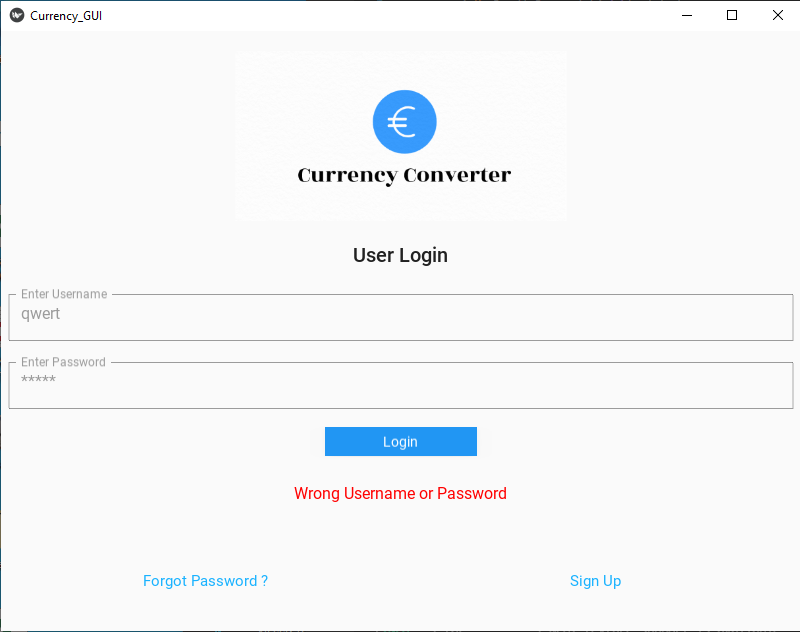 Currency_GUI
€
Currency Converter
User Login
Enter Username
qwert
Enter Password
*****
Login
Wrong Username or Password
Forgot Password ?
Sign Up